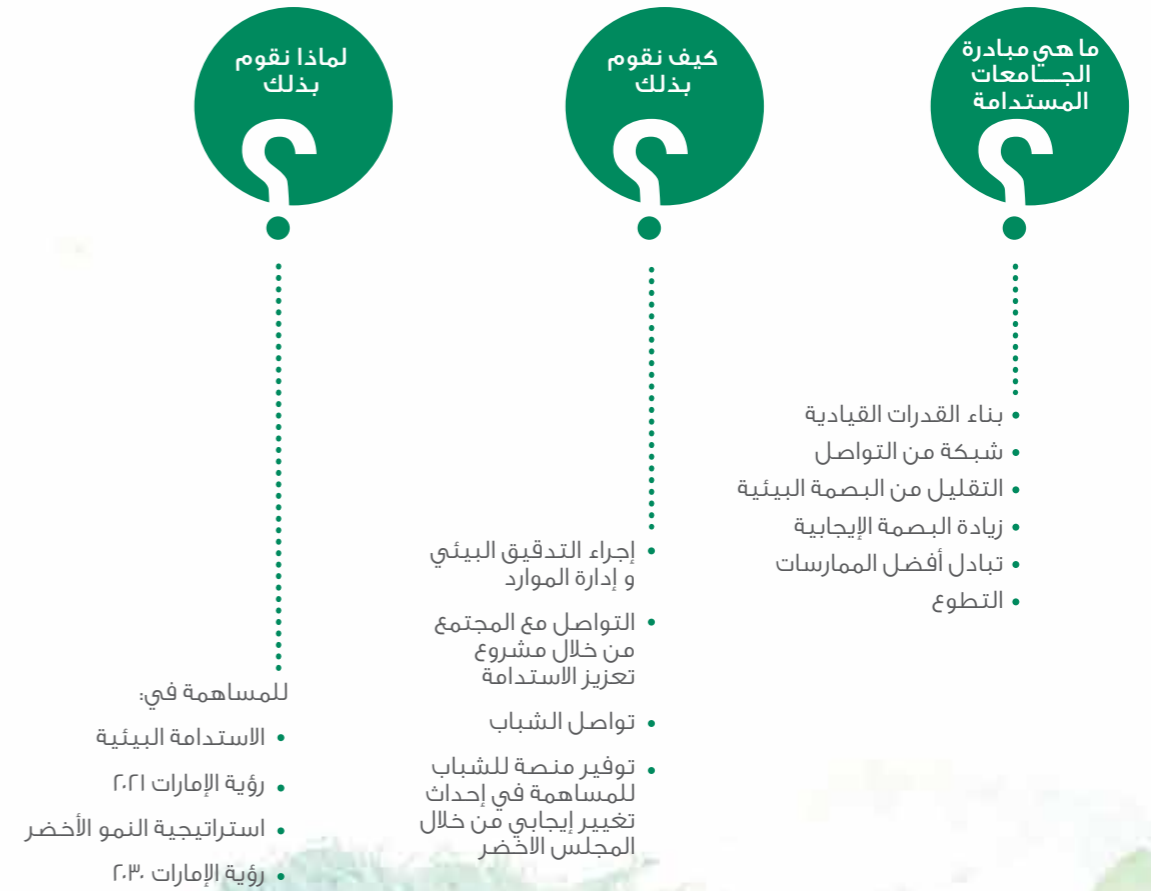 ما هي مبادرة
الجـــامعات
المستدامة
؟
• بناء القدرات القيادية
• شبكة من التواصل
• التقليل من البصمة البيئية
• زيادة البصمة الإيجابية
• تبادل أفضل الممارسات
• التطوع
كيف نقوم
بذلك
؟
• إجراء التدقيق البيئي
و إدارة الموارد
• التواصل مع المجتمع
من خلال مشروع
تعزيز الاستدامة
• تواصل الشباب
• توفير منصة للشباب
للمساهمة في إحداث
تغيير إيجابي من خلال
المجلس الاخضر
لماذا نقوم
بذلك
؟
للمساهمة في:
• الاستدامة البيئية
• رؤية الإمارات ٢٠٢١
• استراتيجية النمو الأخضر
• رؤية الإمارات ٢٠٣٠